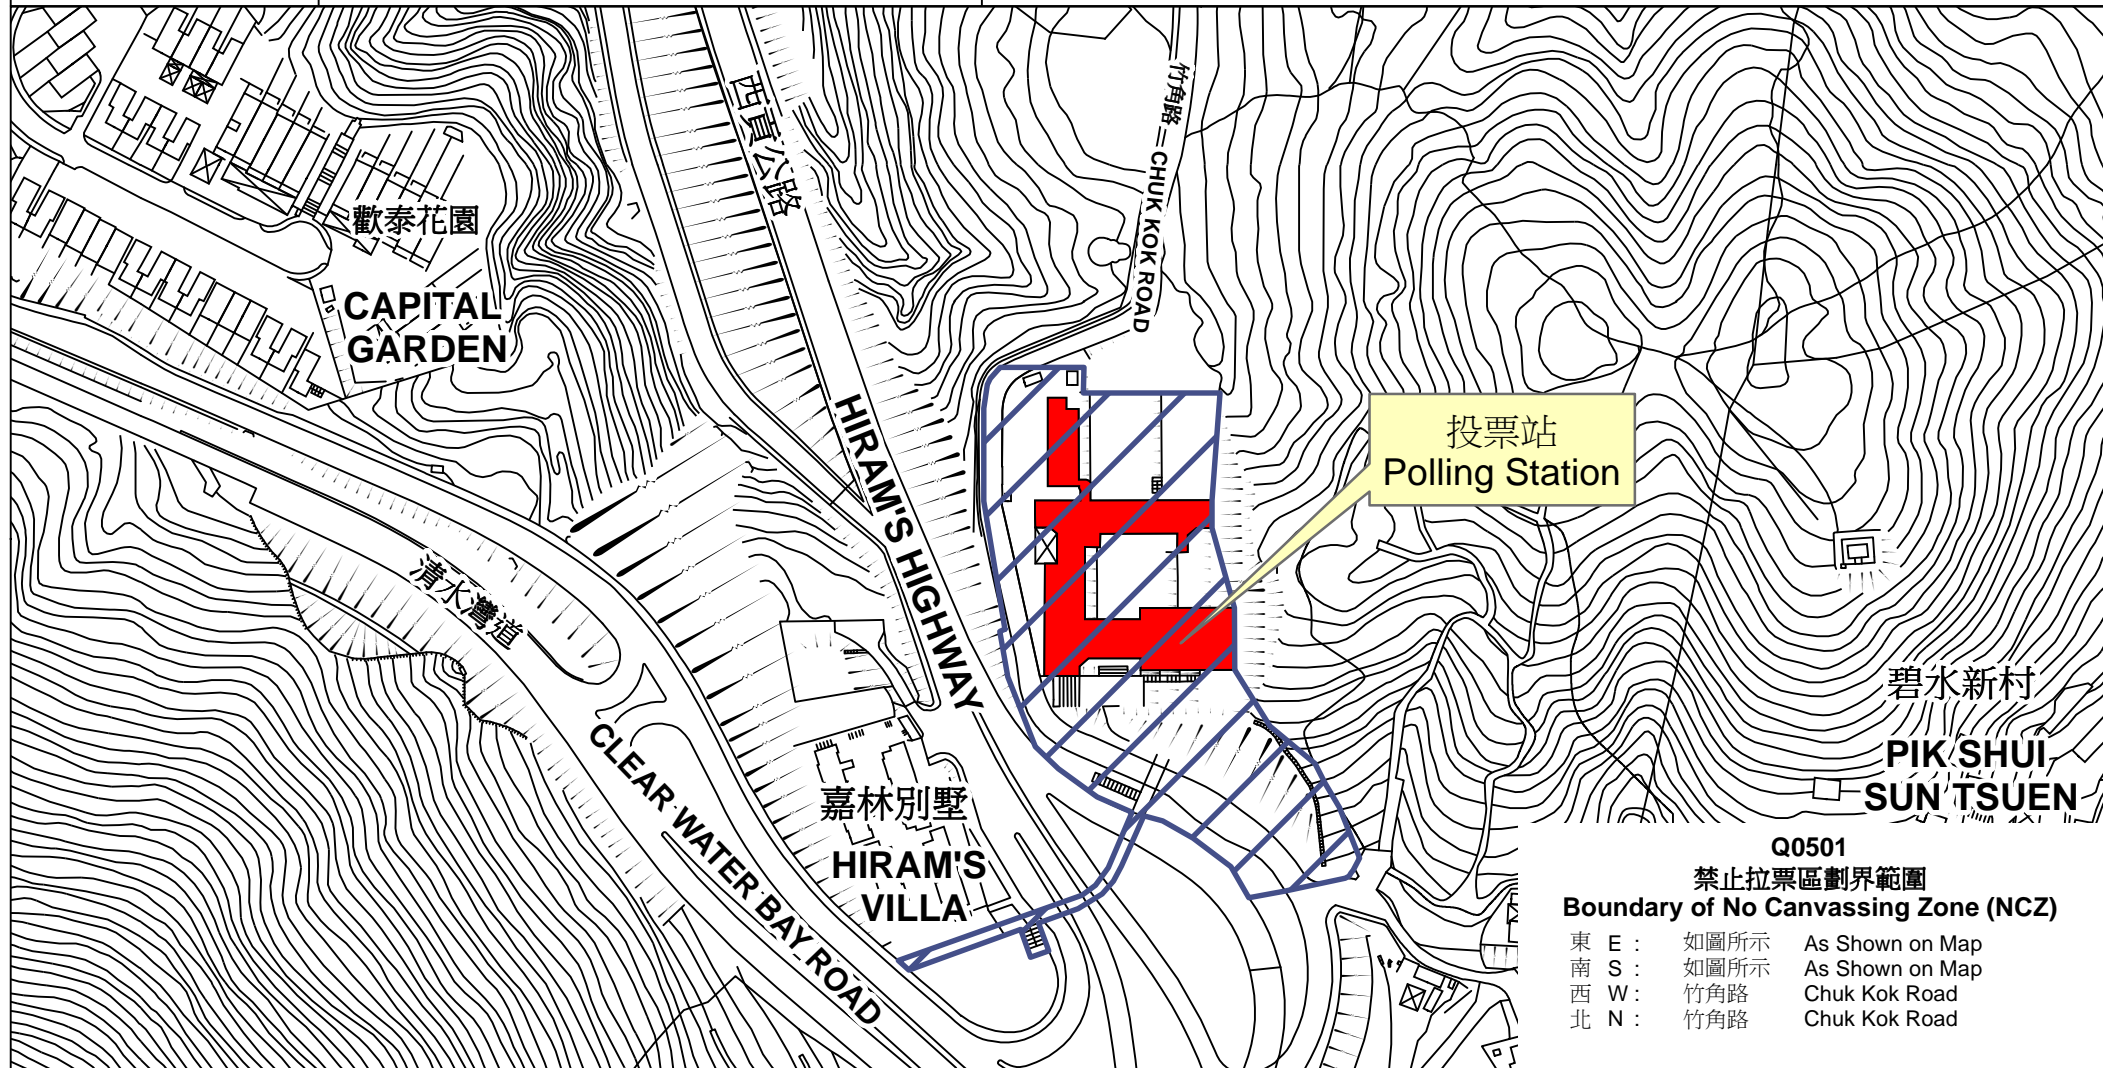 西貢公路
竹角路
CHUK KOK ROAD
歡泰花園
CAPITAL
GARDEN
HIRAM'S HIGHWAY
投票站
Polling Station
清水灣道
CLEAR WATER BAY ROAD
嘉林別墅
HIRAM'S
VILLA
碧水新村
PIK SHUI
SUN TSUEN
Q0501
禁止拉票區劃界範圍
Boundary of No Canvassing Zone (NCZ)
東 E : 如圖所示 As Shown on Map
南 S : 如圖所示 As Shown on Map
西 W : 竹角路 Chuk Kok Road
北 N : 竹角路 Chuk Kok Road